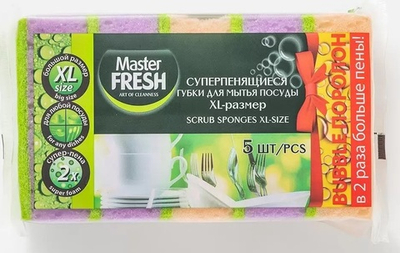 большой размер
XL
size
big size
для любой посуды
for any dishes
супер-пена
2x
super foam
Master
FRESH
ART OF CLEANNESS
СУПЕРПЕНЯЩИЕСЯ
ГУБКИ ДЛЯ МЫТЬЯ ПОСУДЫ
XL-размер
SCRUB SPONGES XL-SIZE
5 ШТ/PCS
BUBBLE-ПОРОЛОН
в 2 раза больше пены!